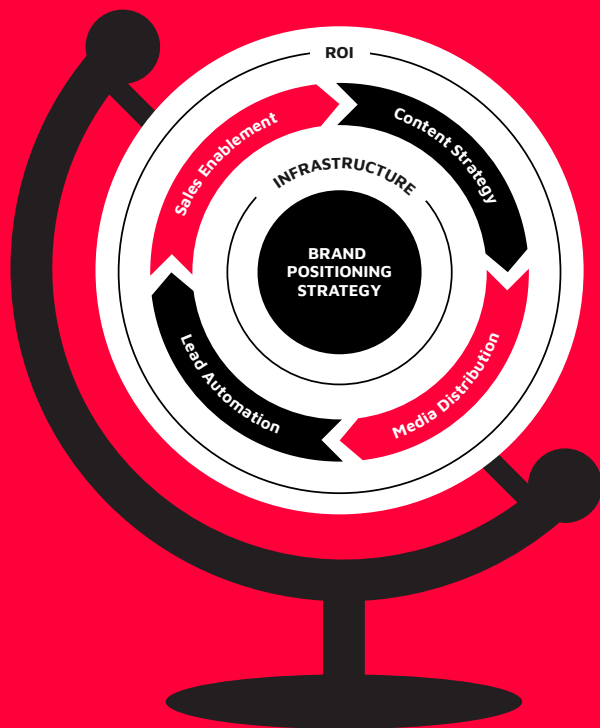 ROI
Sales Enablement
Content Strategy
INFRASTRUCTURE
BRAND
POSITIONING
STRATEGY
Lead Automation
Media Distribution